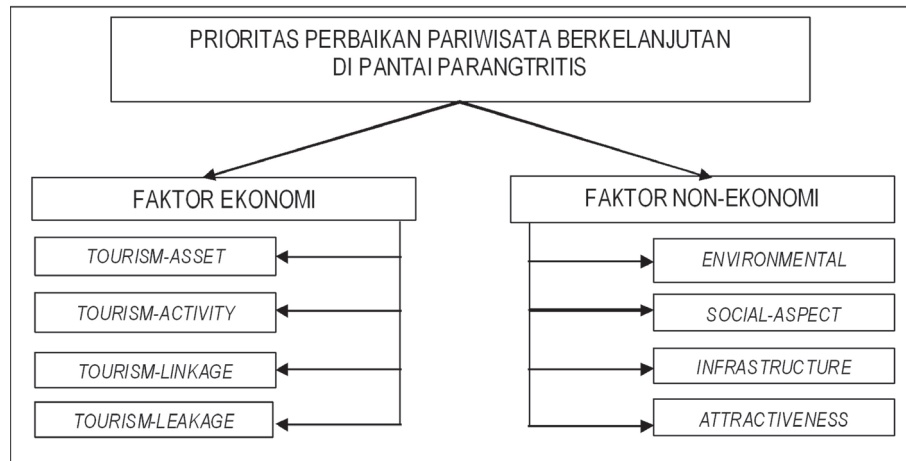 PRIORITAS PERBAIKAN PARIWISATA BERKELANJUTAN
DI PANTAI PARANGTRITIS
FAKTOR EKONOMI
TOURISM-ASSET
TOURISM-ACTIVITY
TOURISM-LINKAGE
TOURISM-LEAKAGE
FAKTOR NON-EKONOMI
ENVIRONMENTAL
SOCIAL-ASPECT
INFRASTRUCTURE
ATTRACTIVENESS